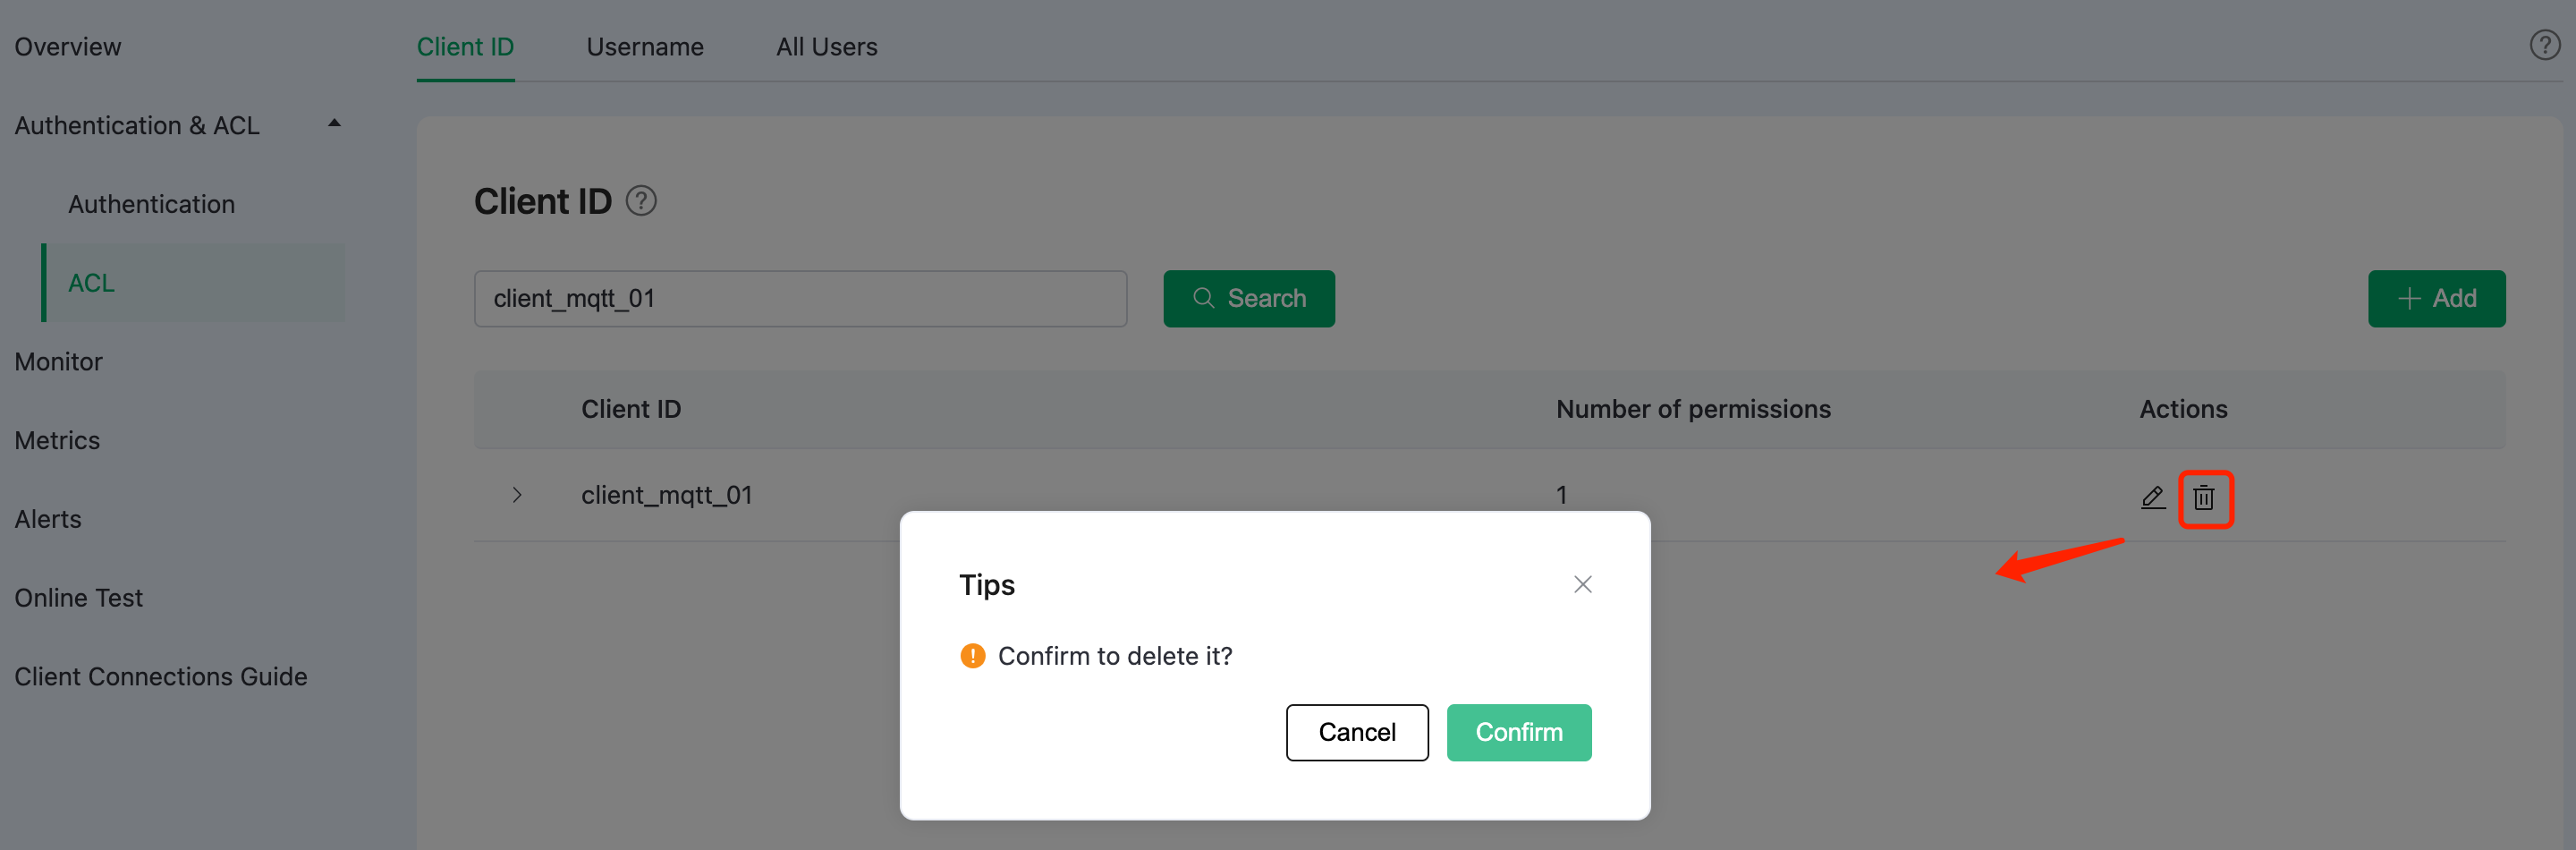 Overview
Authentication & ACL
Authentication
ACL
Monitor
Metrics
Alerts
Online Test
Client Connections Guide
Client ID Username All Users
?
Client ID ?
client_mqtt_01 Search + Add
Client ID Number of permissions Actions
client_mqtt_01 1
Tips
! Confirm to delete it?
Cancel Confirm